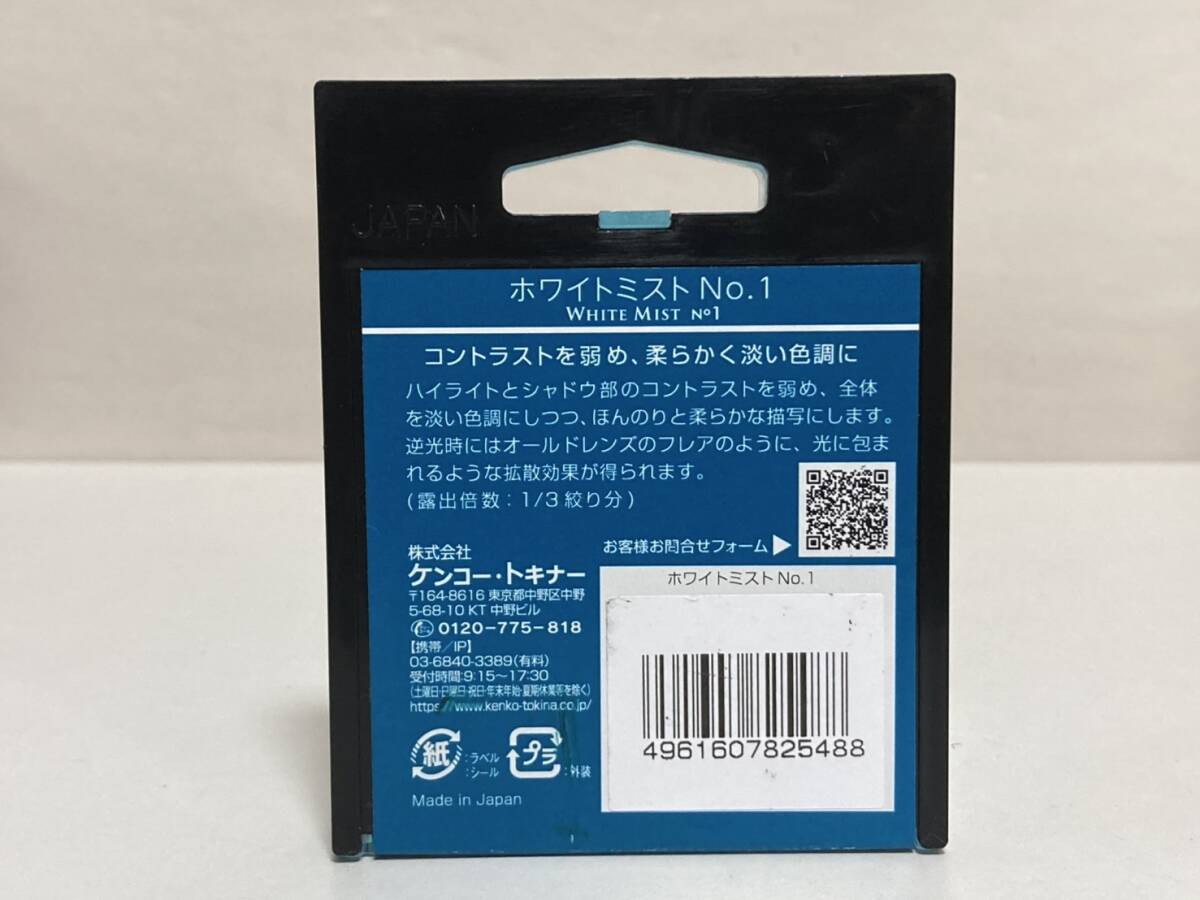 JAPAN
ホワイトミスト No.1
WHITE MIST Nº1
コントラストを弱め、柔らかく淡い色調に
ハイライトとシャドウ部のコントラストを弱め、全体
を淡い色調にしつつ、ほんのりと柔らかな描写にします。
逆光時にはオールドレンズのフレアのように、光に包ま
れるような拡散効果が得られます。
(露出倍数：1/3 絞り分)
お客様お問合せフォーム
株式会社
ケンコー・トキナー
〒164-8616 東京都中野区中野
5-68-10 KT 中野ビル
0120-775-818
【携帯／IP】
03-6840-3389(有料)
受付時間:9:15～17:30
(土曜日・日曜日・祝日・年末年始・夏期休業等を除く)
https://www.kenko-tokina.co.jp/
紙 :ラベル
:シール
プラ :外装
Made in Japan
ホワイトミスト No.1
4961607825488